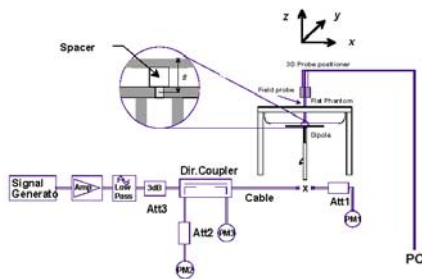 z
y
x
3D Probe positioner
Spacer
s
Field probe
Flat Phantom
Dipole
Dir.Coupler
Signal
Generato
Amp
Low
Pass
3dB
Att3
Cable
x
Att1
PM1
Att2
PM3
PM2
PC